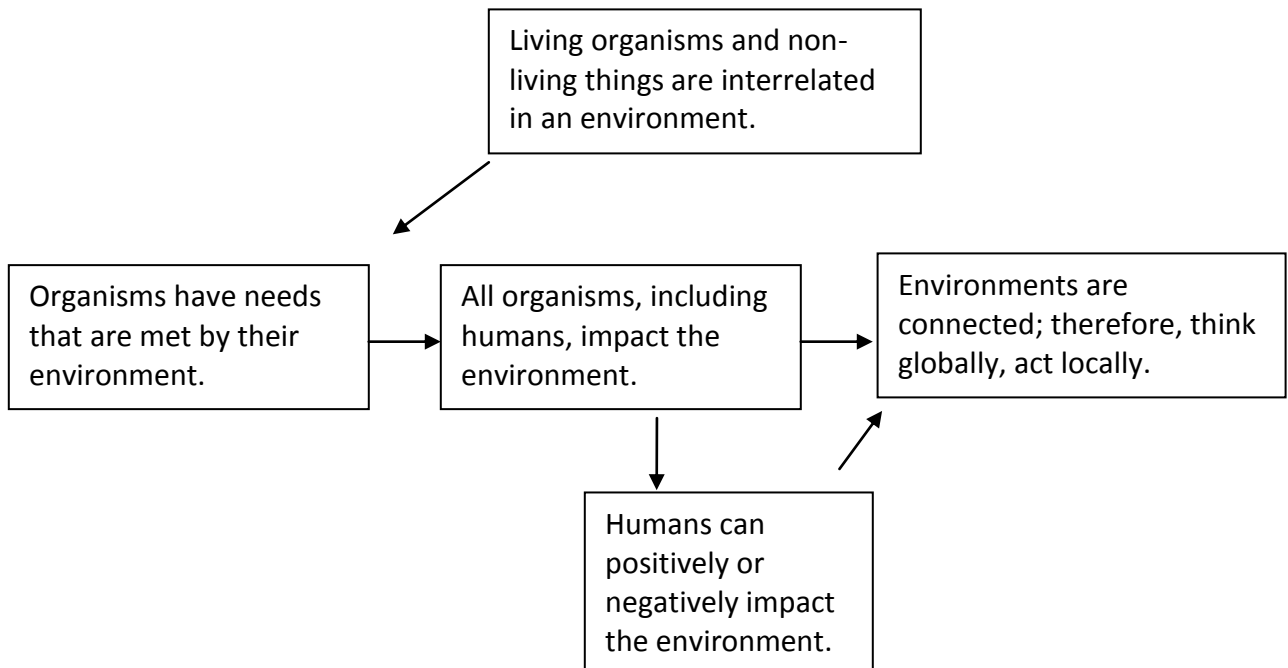 Living organisms and non-
living things are interrelated
in an environment.
Organisms have needs
that are met by their
environment.
All organisms, including
humans, impact the
environment.
Environments are
connected; therefore, think
globally, act locally.
Humans can
positively or
negatively impact
the environment.